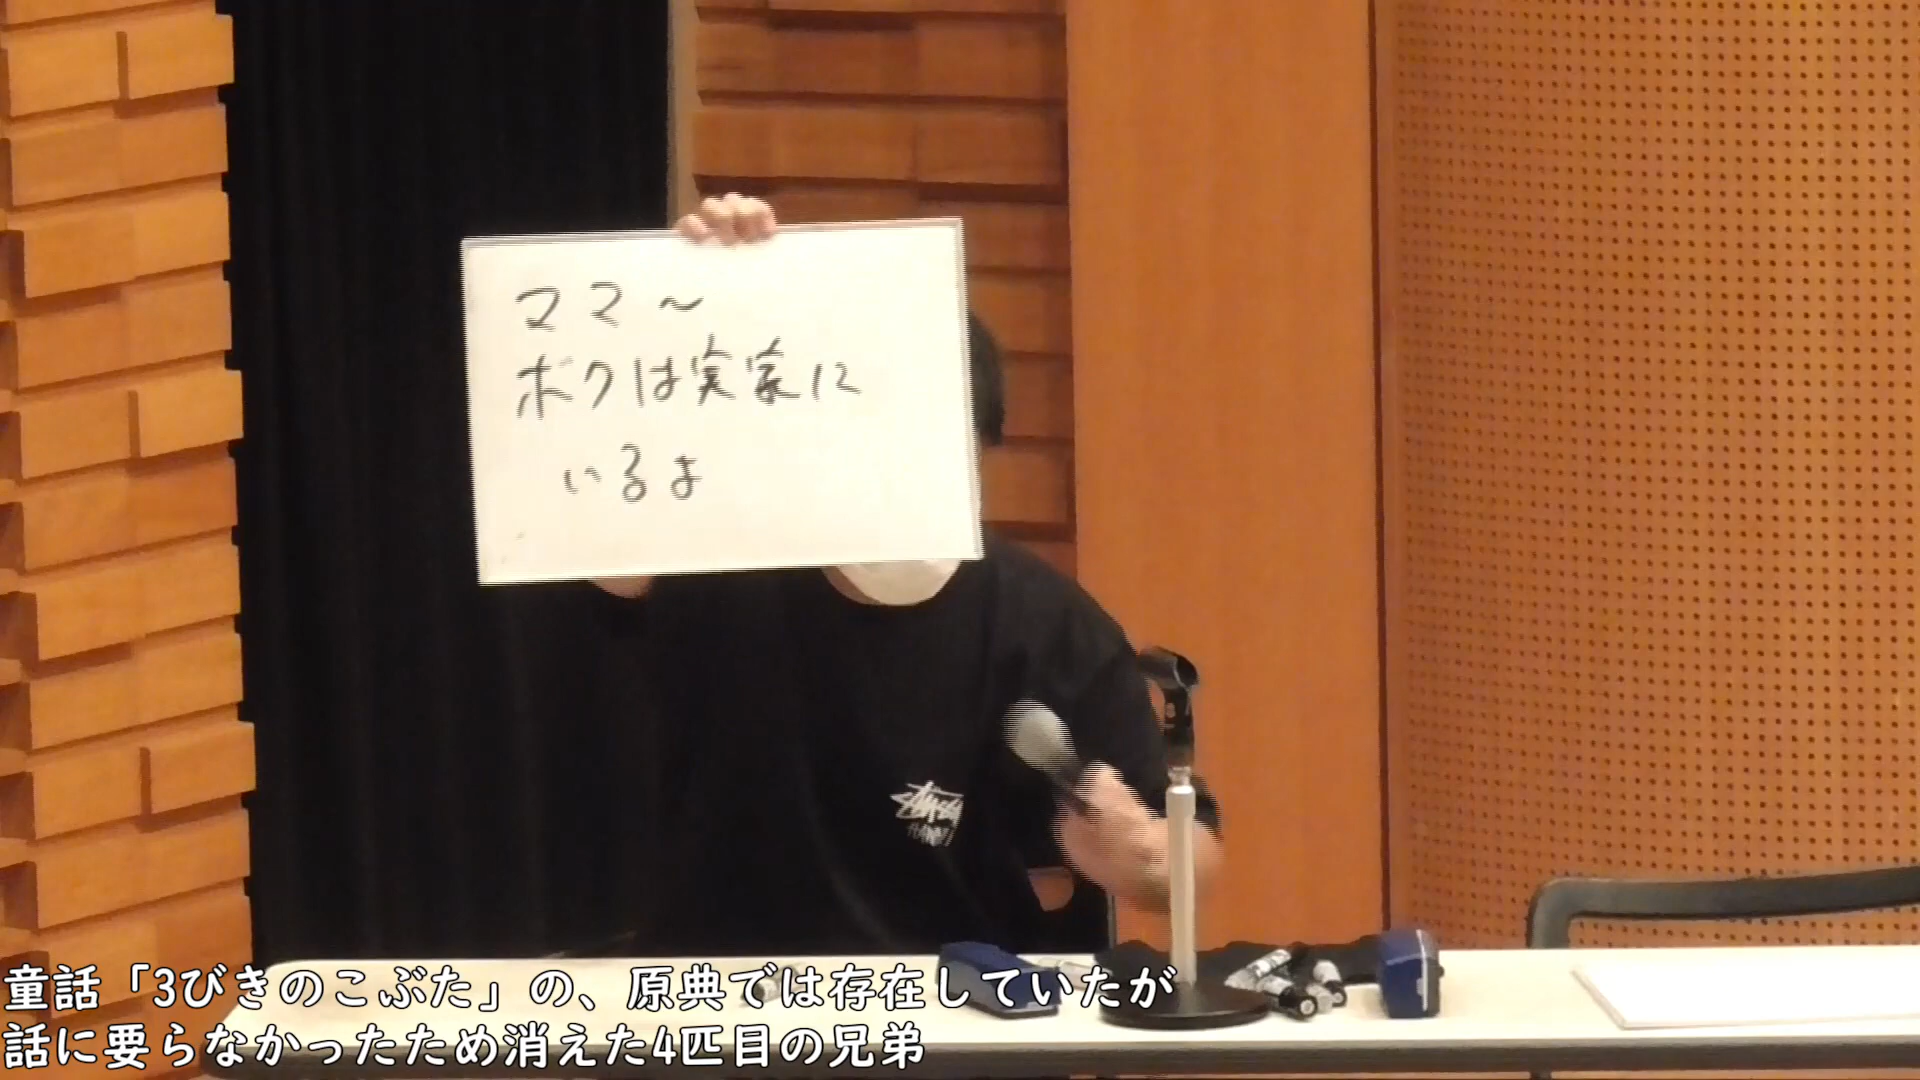 ママ〜
ボクは実家に
いるよ
童話「3びきのこぶた」の、原典では存在していたが
話に要らなかったため消えた4匹目の兄弟